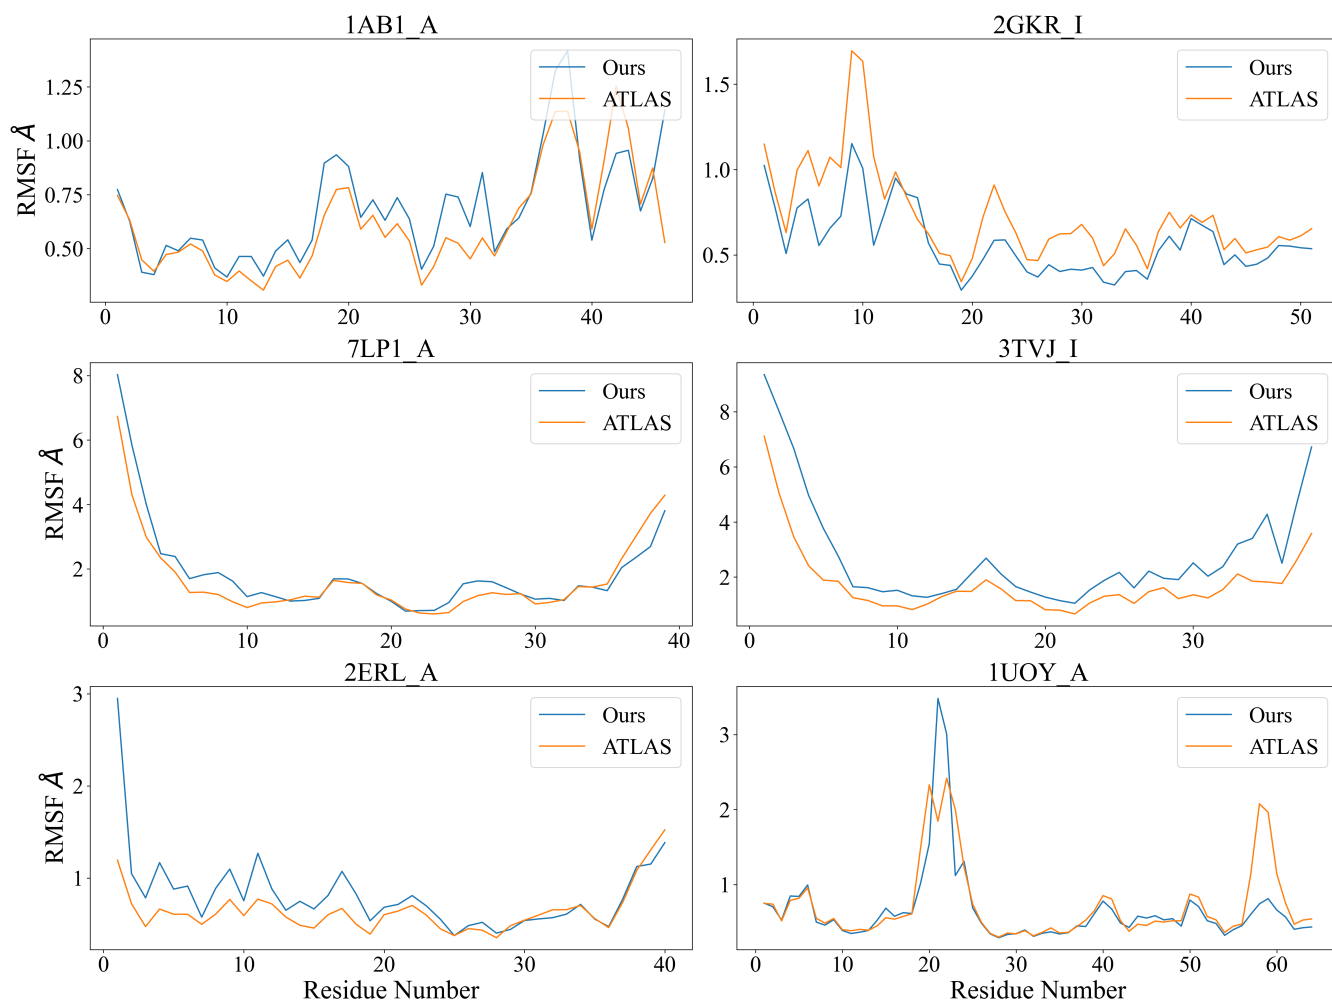 1AB1_A
RMSF Å
1.25
1.00
0.75
0.50
0
10
20
30
40
Ours
ATLAS
2GKR_I
1.5
1.0
0.5
0
10
20
30
40
50
Ours
ATLAS
7LP1_A
RMSF Å
8
6
4
2
0
10
20
30
40
Ours
ATLAS
3TVJ_I
8
6
4
2
0
10
20
30
Ours
ATLAS
2ERL_A
RMSF Å
3
2
1
0
10
20
30
40
Residue Number
Ours
ATLAS
1UOY_A
3
2
1
0
10
20
30
40
50
60
Residue Number
Ours
ATLAS